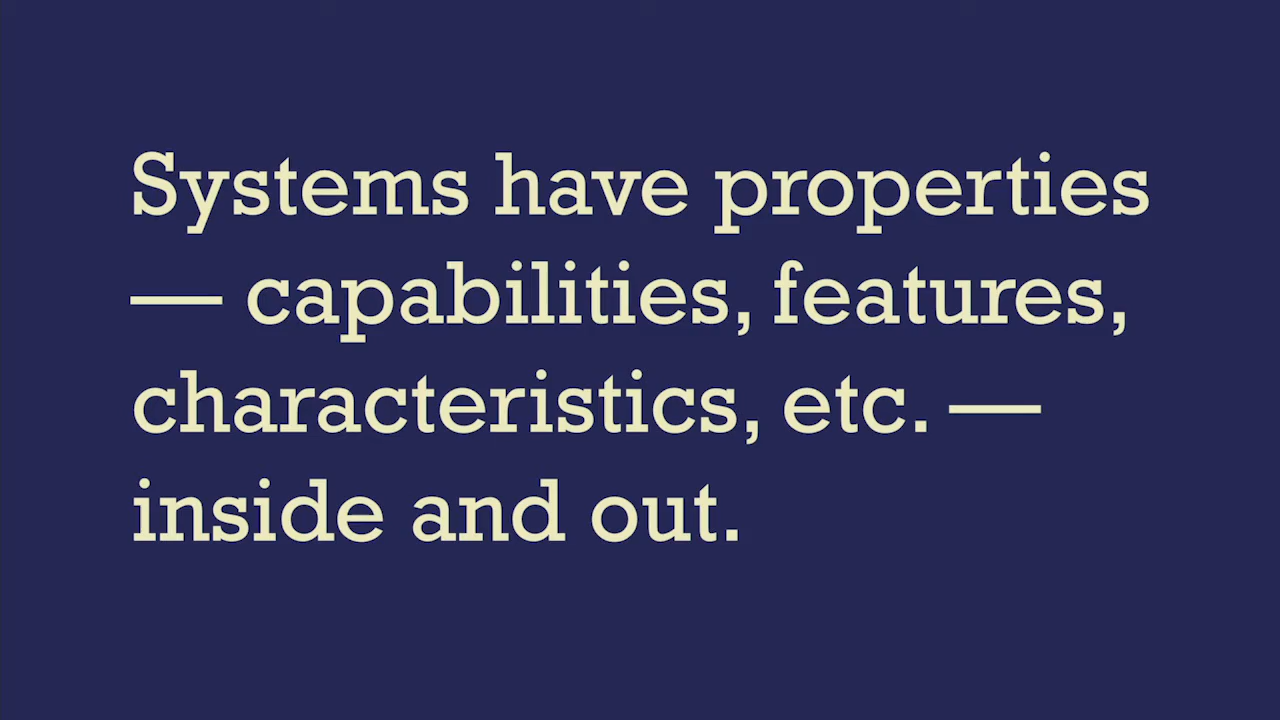 Systems have properties
— capabilities, features,
characteristics, etc. —
inside and out.